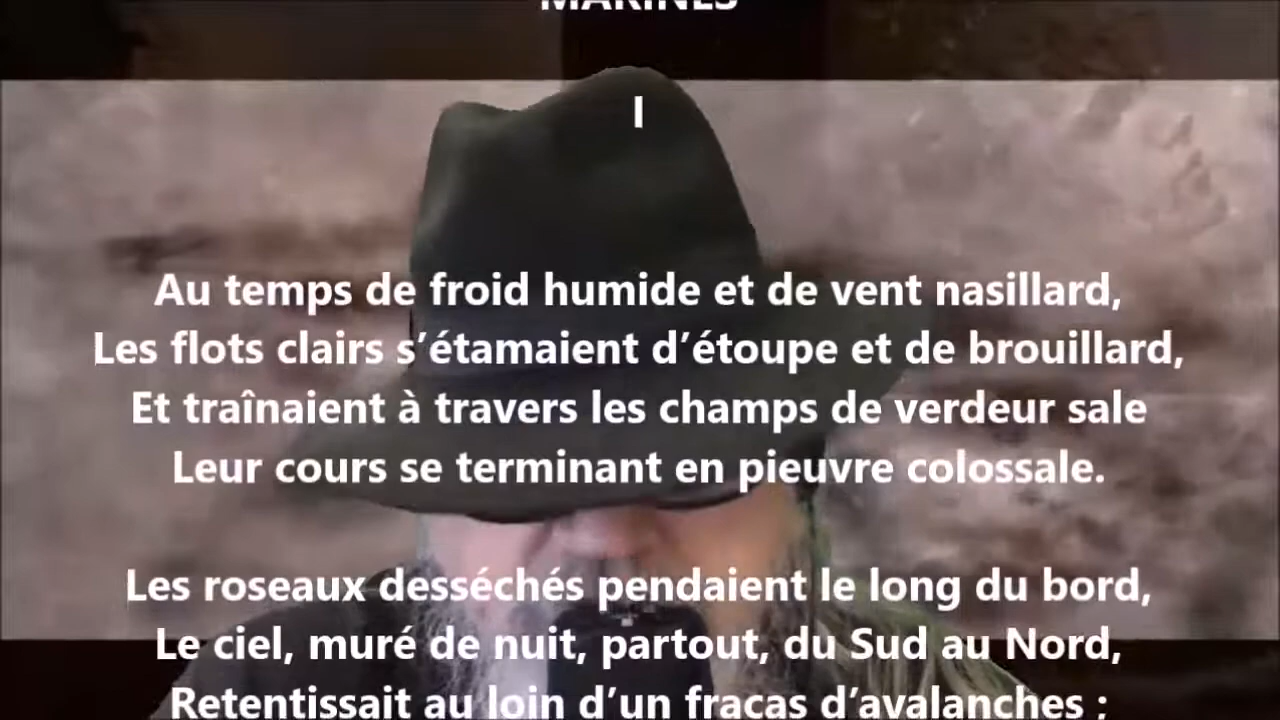 MARINES
I
Au temps de froid humide et de vent nasillard,
Les flots clairs s’étamaient d’étoupe et de brouillard,
Et traînaient à travers les champs de verdeur sale
Leur cours se terminant en pieuvre colossale.
Les roseaux desséchés pendaient le long du bord,
Le ciel, muré de nuit, partout, du Sud au Nord,
Retentissait au loin d’un fracas d’avalanches :